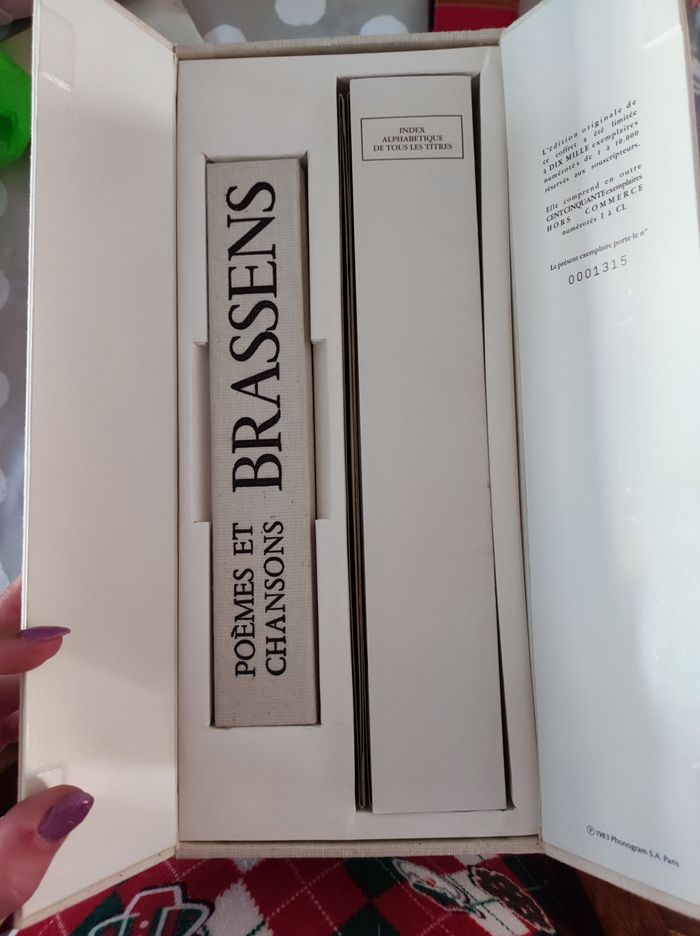 POÈMES ET
CHANSONS
BRASSENS
INDEX
ALPHABETIQUE
DE TOUS LES TITRES
L'édition originale de
ce coffret a été limitée
à DIX MILLE exemplaires
numérotés de 1 à 10.000
réservés aux souscripteurs.
Elle comprend en outre
CENT CINQUANTE exemplaires
HORS COMMERCE
numérotés I à CL
Le présent exemplaire porte le n°
0001315
℗ 1983 Phonogram S.A. Paris